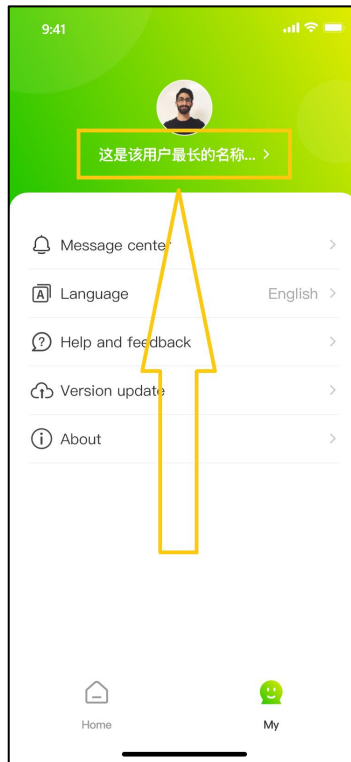 9:41
这是该用户最长的名称... >
Message center
Language English
Help and feedback
Version update
About
Home My